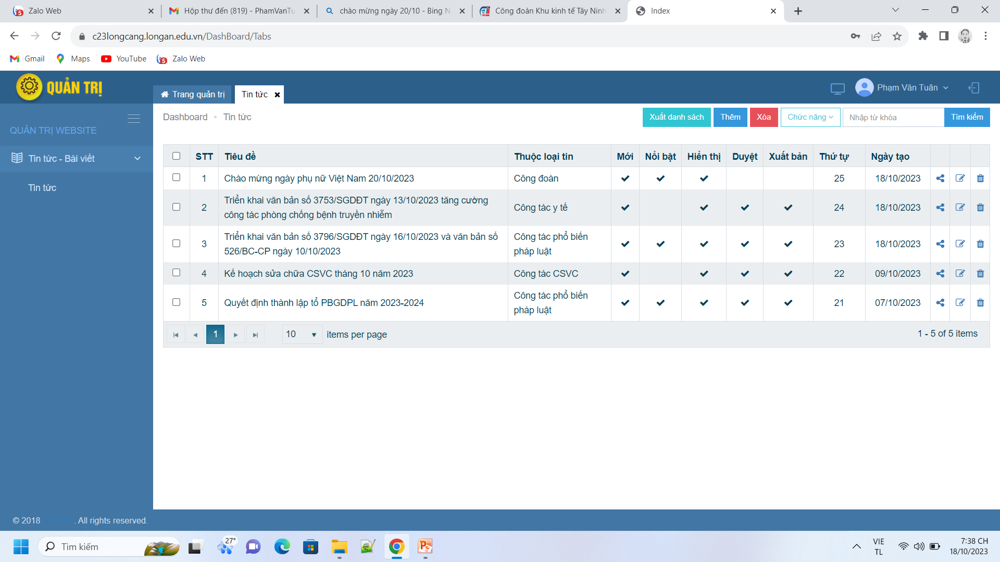 Zalo Web
Hộp thư đến (819) - PhamVanTu
chào mừng ngày 20/10 - Bing N
Công đoàn Khu kinh tế Tây Ninh
Index
c23longcang.longan.edu.vn/DashBoard/Tabs
Gmail
Maps
YouTube
Zalo Web
QUẢN TRỊ
Trang quản trị
Tin tức
Phạm Văn Tuân
QUẢN TRỊ WEBSITE
Tin tức - Bài viết
Tin tức
Dashboard • Tin tức
Xuất danh sách
Thêm
Xóa
Chức năng
Nhập từ khóa
Tìm kiếm
STT Tiêu đề Thuộc loại tin Mới Nổi bật Hiển thị Duyệt Xuất bản Thứ tự Ngày tạo
1 Chào mừng ngày phụ nữ Việt Nam 20/10/2023 Công đoàn 25 18/10/2023
2 Triển khai văn bản số 3753/SGDĐT ngày 13/10/2023 tăng cường
công tác phòng chống bệnh truyền nhiễm Công tác y tế 24 18/10/2023
3 Triển khai văn bản số 3796/SGDĐT ngày 16/10/2023 và văn bản số
526/BC-CP ngày 10/10/2023 Công tác phổ biến
pháp luật 23 18/10/2023
4 Kế hoạch sửa chữa CSVC tháng 10 năm 2023 Công tác CSVC 22 09/10/2023
5 Quyết định thành lập tổ PBGDPL năm 2023-2024 Công tác phổ biến
pháp luật 21 07/10/2023
1
10
items per page
1 - 5 of 5 items
© 2018 . All rights reserved.
Tìm kiếm
27°
VIE
TL
7:38 CH
18/10/2023